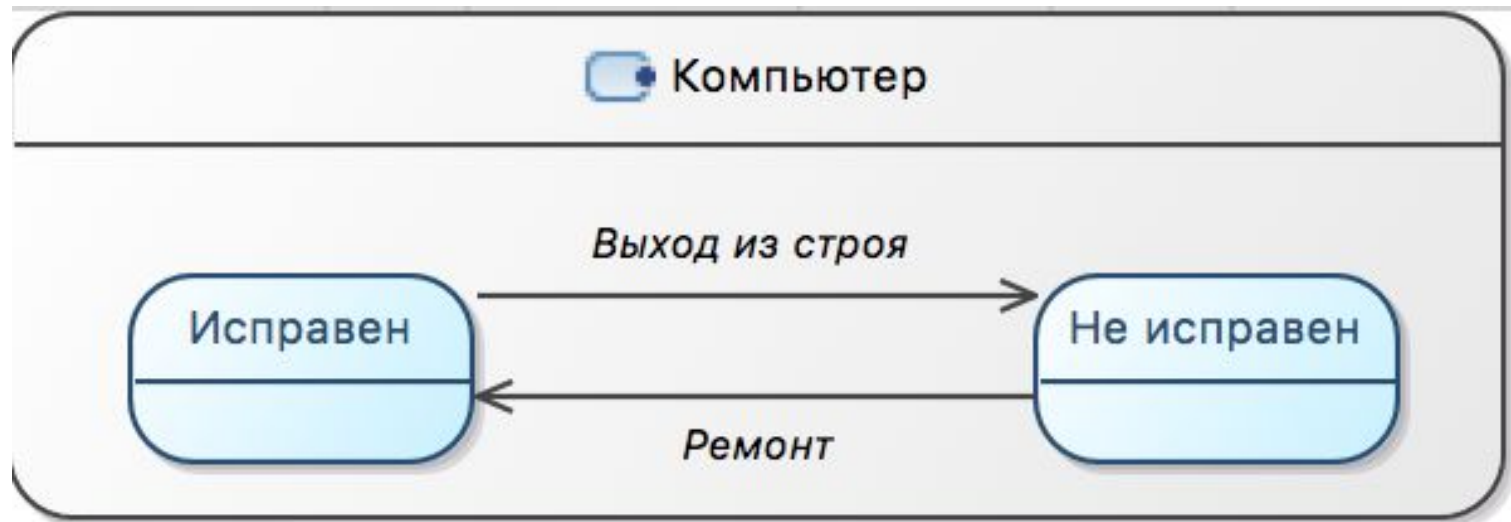 Компьютер
Выход из строя
Исправен
Не исправен
Ремонт